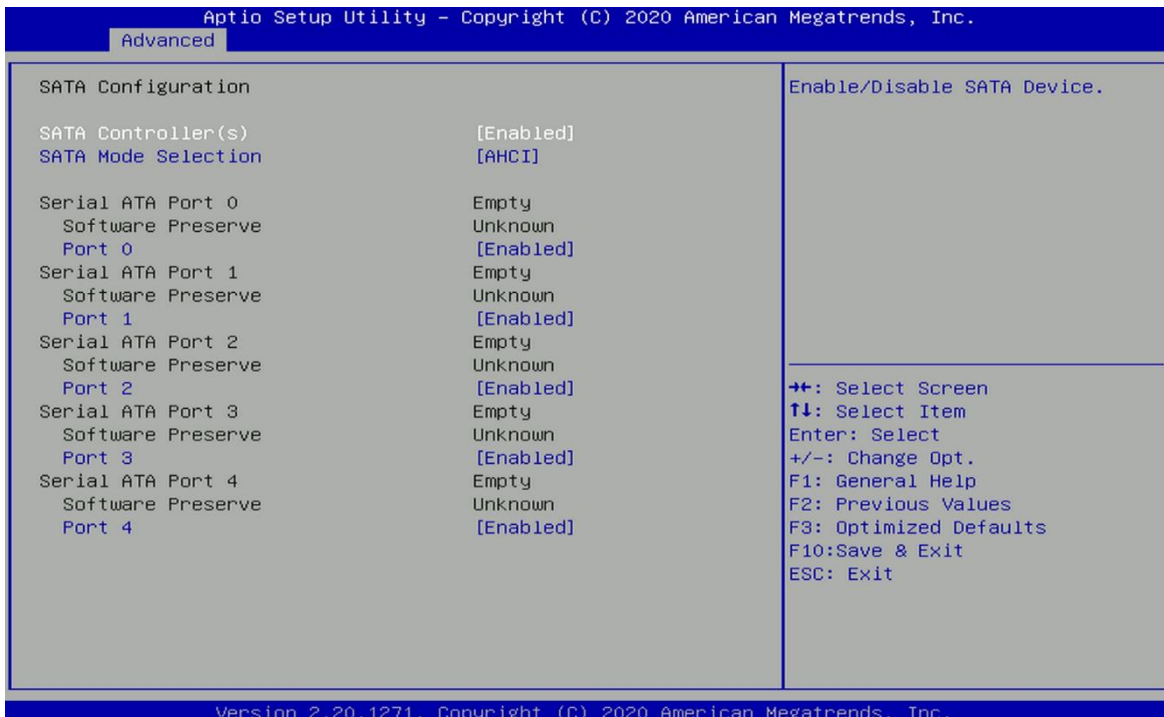 Aptio Setup Utility – Copyright (C) 2020 American Megatrends, Inc.
Advanced
SATA Configuration
SATA Controller(s) [Enabled]
SATA Mode Selection [AHCI]
Serial ATA Port 0 Empty
Software Preserve Unknown
Port 0 [Enabled]
Serial ATA Port 1 Empty
Software Preserve Unknown
Port 1 [Enabled]
Serial ATA Port 2 Empty
Software Preserve Unknown
Port 2 [Enabled]
Serial ATA Port 3 Empty
Software Preserve Unknown
Port 3 [Enabled]
Serial ATA Port 4 Empty
Software Preserve Unknown
Port 4 [Enabled]
Enable/Disable SATA Device.
→←: Select Screen
↑↓: Select Item
Enter: Select
+/-: Change Opt.
F1: General Help
F2: Previous Values
F3: Optimized Defaults
F10:Save & Exit
ESC: Exit
Version 2.20.1271. Copyright (C) 2020 American Megatrends, Inc.